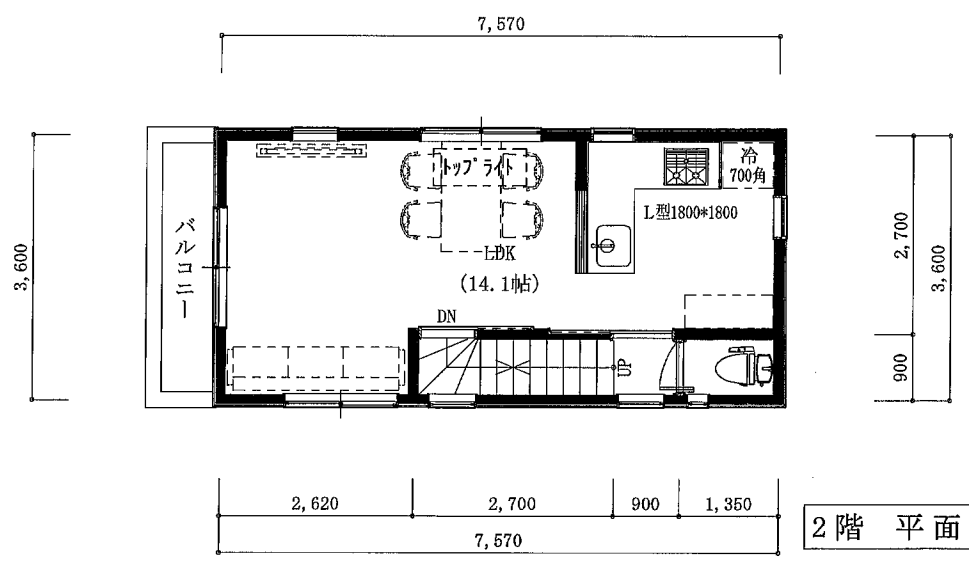 7,570
トップライト
冷
700角
L型1800*1800
バルコニー
3,600
2,700
3,600
LDK
(14.1帖)
DN
UP
900
2,620
2,700
900
1,350
7,570
2階 平面